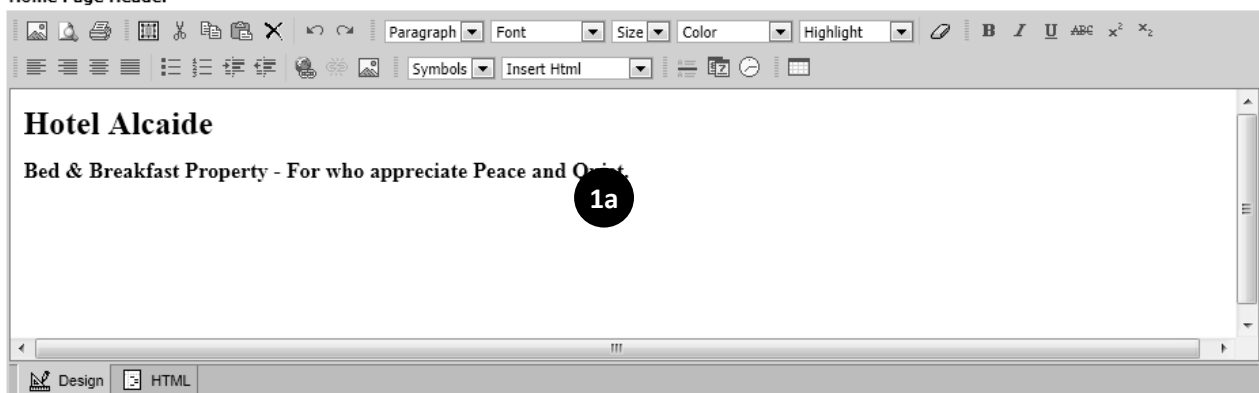 Home Page Header
Paragraph Font Size Color Highlight B I U ABC x² x₂
Symbols Insert Html
Hotel Alcaide
Bed & Breakfast Property - For who appreciate Peace and Quiet.
1a
Design HTML